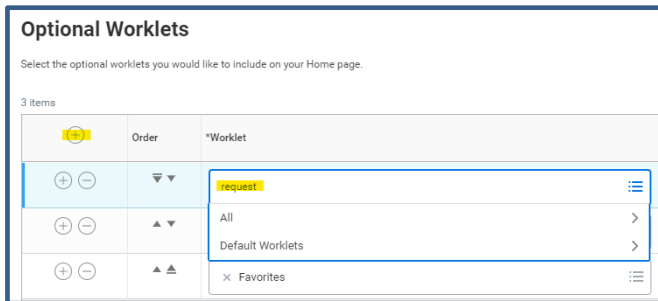 Optional Worklets
Select the optional worklets you would like to include on your Home page.
3 items
Order
*Worklet
request
All
Default Worklets
× Favorites